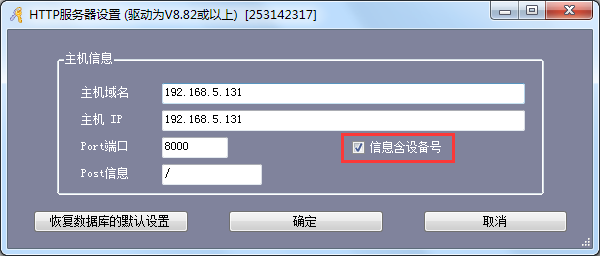 HTTP服务器设置 (驱动为V8.82或以上) [253142317]
主机信息
主机域名 192.168.5.131
主机 IP 192.168.5.131
Port端口 8000 信息含设备号
Post信息 /
恢复数据库的默认设置 确定 取消